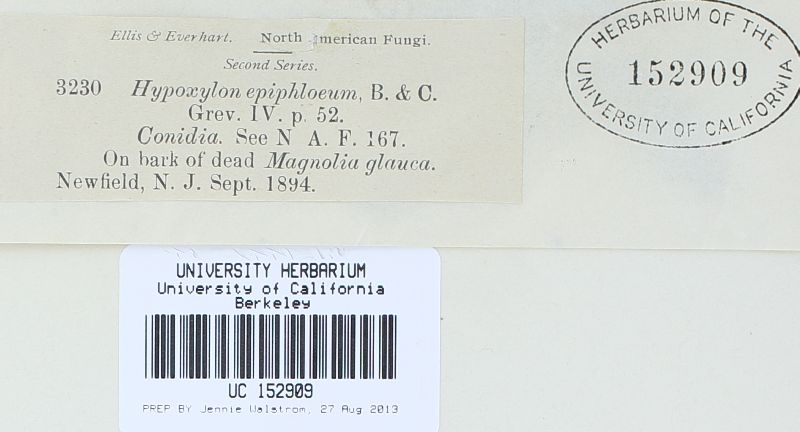 Ellis & Everhart. North American Fungi.
Second Series.
3230 Hypoxylon epiphloeum, B. & C.
Grev. IV. p. 52.
Conidia. See N A. F. 167.
On bark of dead Magnolia glauca.
Newfield, N. J. Sept. 1894.
HERBARIUM OF THE
152909
UNIVERSITY OF CALIFORNIA
UNIVERSITY HERBARIUM
University of California
Berkeley
UC 152909
PREP BY Jennie Walstrom, 27 Aug 2013